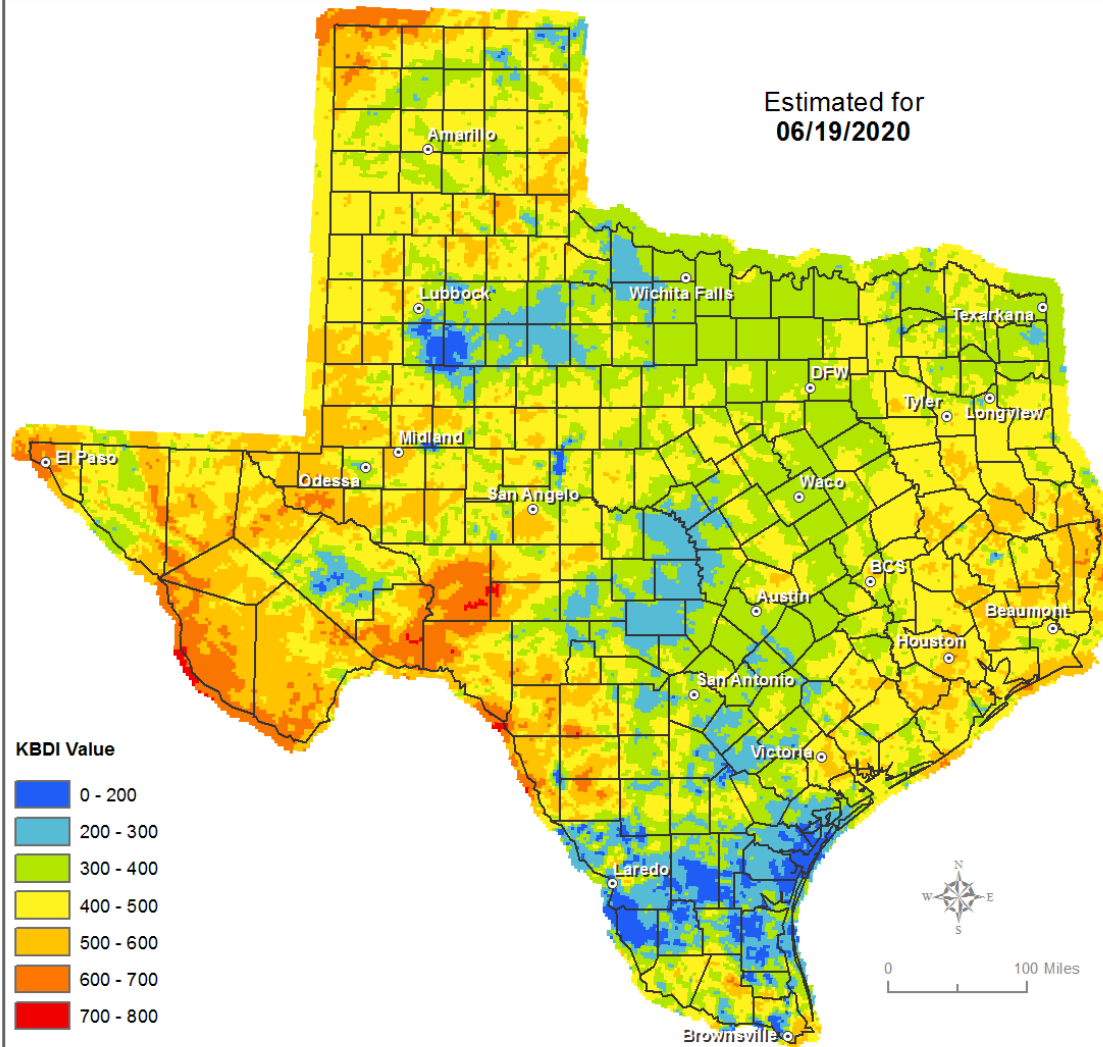 Estimated for
06/19/2020
Amarillo
Lubbock
Wichita Falls
Texarkana
DFW
Tyler
Longview
Midland
El Paso
Odessa
San Angelo
Waco
BCS
Austin
Beaumont
Houston
San Antonio
Victoria
Laredo
Brownsville
KBDI Value
0 - 200
200 - 300
300 - 400
400 - 500
500 - 600
600 - 700
700 - 800
N
W
E
S
0 100 Miles